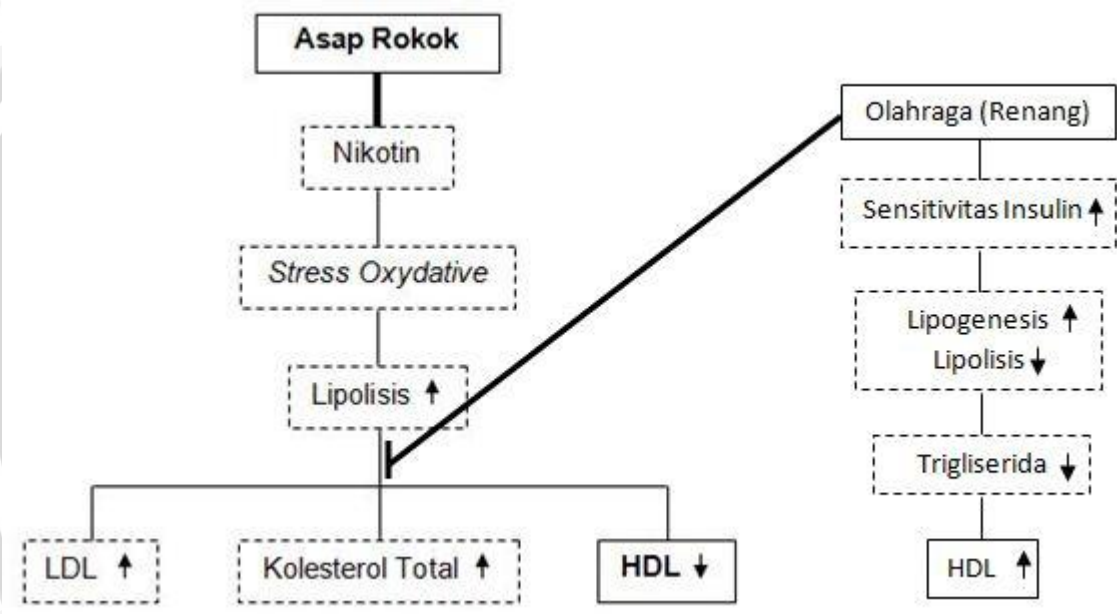 Asap Rokok
Nikotin
Stress Oxydative
Lipolisis ↑
LDL ↑
Kolesterol Total ↑
HDL ↓
Olahraga (Renang)
Sensitivitas Insulin ↑
Lipogenesis ↑
Lipolisis ↓
Trigliserida ↓
HDL ↑